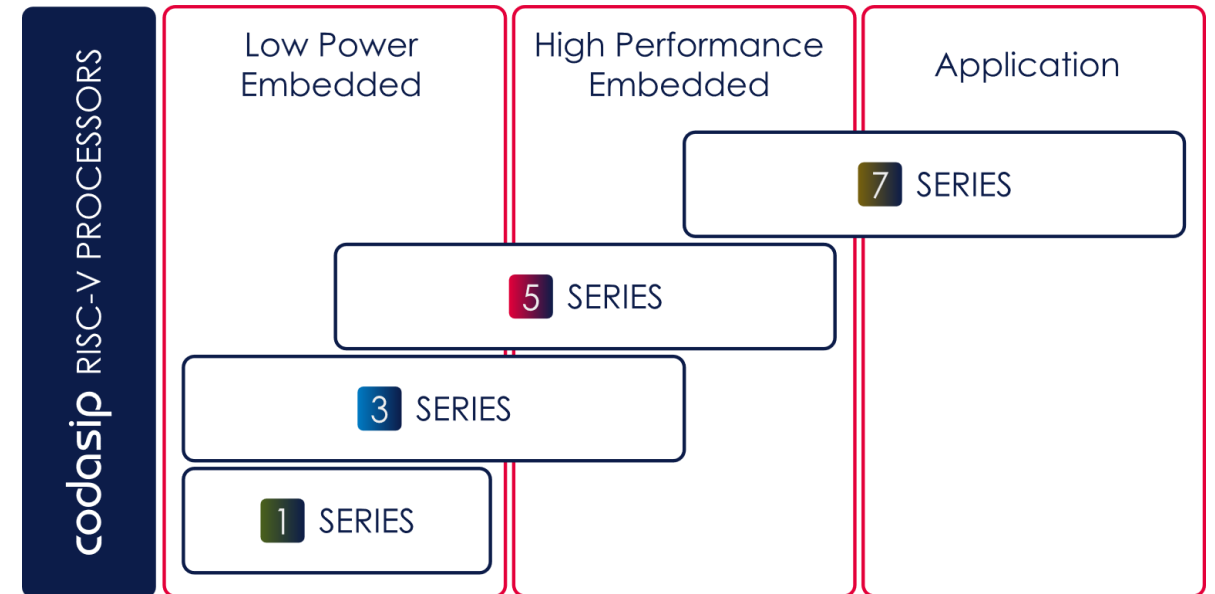 codasip RISC-V PROCESSORS
Low Power
Embedded
High Performance
Embedded
Application
7 SERIES
5 SERIES
3 SERIES
1 SERIES